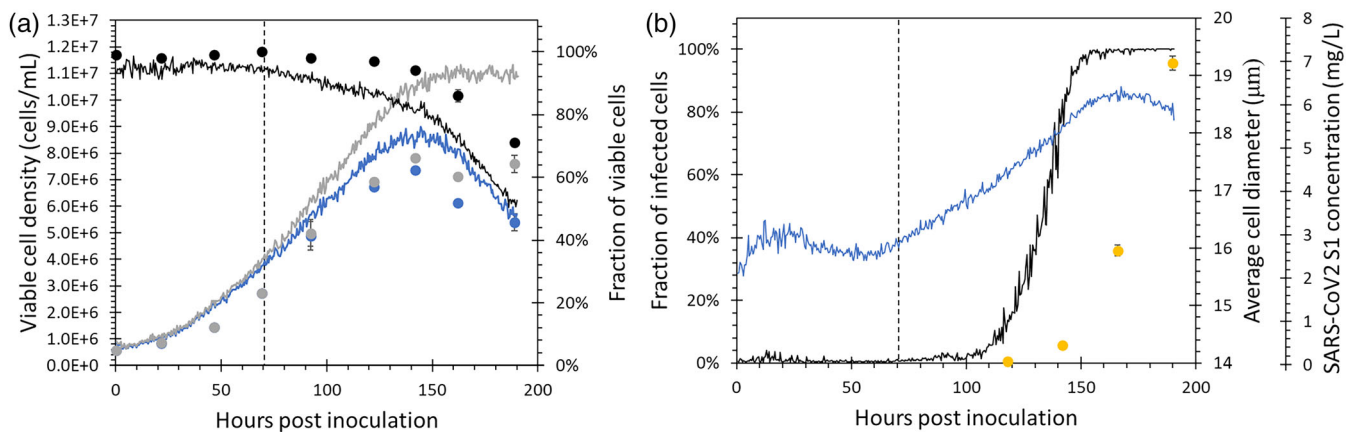 (a)
Viable cell density (cells/mL)
1.3E+7
1.2E+7
1.1E+7
1.0E+7
9.0E+6
8.0E+6
7.0E+6
6.0E+6
5.0E+6
4.0E+6
3.0E+6
2.0E+6
1.0E+6
0.0E+0
0
50
100
150
200
Hours post inoculation
100%
80%
60%
40%
20%
0%
Fraction of viable cells
(b)
Fraction of infected cells
100%
80%
60%
40%
20%
0%
0
50
100
150
200
Hours post inoculation
20
19
18
17
16
15
14
Average cell diameter (µm)
8
7
6
5
4
3
2
1
0
SARS-CoV2 S1 concentration (mg/L)